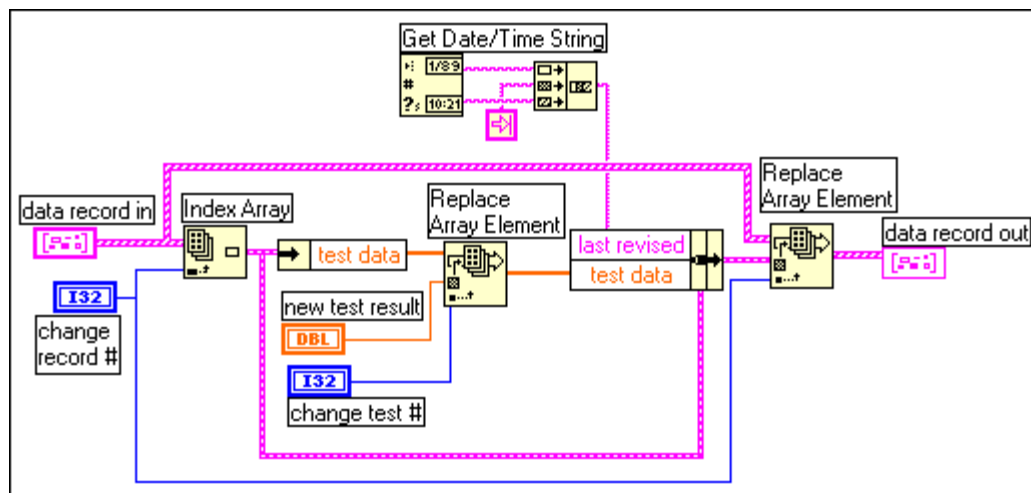 Get Date/Time String
1/89
#
?s 10:21
Replace
Array Element
data record in
Index Array
Replace
Array Element
last revised
data record out
test data
test data
I32
new test result
change
record #
DBL
I32
change test #